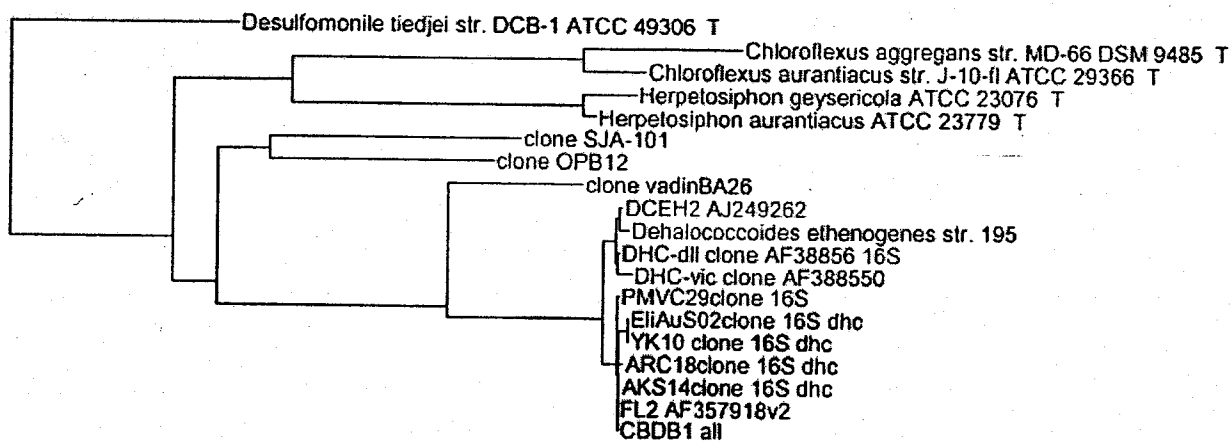 Desulfomonile tiedjei str. DCB-1 ATCC 49306 T
Chloroflexus aggregans str. MD-66 DSM 9485 T
Chloroflexus aurantiacus str. J-10-fl ATCC 29366 T
Herpetosiphon geysericola ATCC 23076 T
Herpetosiphon aurantiacus ATCC 23779 T
clone SJA-101
clone OPB12
clone vadinBA26
DCEH2 AJ249262
Dehalococcoides ethenogenes str. 195
DHC-dll clone AF38856 16S
DHC-vic clone AF388550
PMVC29clone 16S
EliAuS02clone 16S dhc
YK10 clone 16S dhc
ARC18clone 16S dhc
AKS14clone 16S dhc
FL2 AF357918v2
CBDB1 all